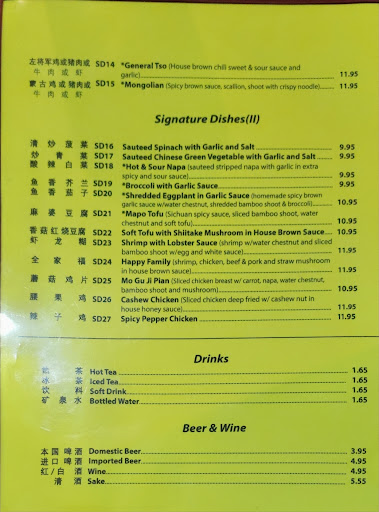 左将军鸡或猪肉或 SD14 *General Tso (House brown chili sweet & sour sauce and
牛肉或虾 garlic) 11.95
蒙古鸡或猪肉或 SD15 *Mongolian (Spicy brown sauce, scallion, shoot with crispy noodle) 11.95
牛肉或虾
Signature Dishes(II)
清炒菠菜 SD16 Sauteed Spinach with Garlic and Salt 9.95
炒青菜 SD17 Sauteed Chinese Green Vegetable with Garlic and Salt 9.95
酸辣白菜 SD18 *Hot & Sour Napa (sauteed stripped napa with garlic in extra
spicy and sour sauce) 9.95
鱼香芥兰 SD19 *Broccoli with Garlic Sauce 9.95
鱼香茄子 SD20 *Shredded Eggplant in Garlic Sauce (homemade spicy brown
garlic sauce w/water chestnut, shredded bamboo shoot & broccoli) 10.95
麻婆豆腐 SD21 *Mapo Tofu (Sichuan spicy sauce, sliced bamboo shoot, water
chestnut and soft tofu) 10.95
香菇红烧豆腐 SD22 Soft Tofu with Shiitake Mushroom in House Brown Sauce 10.95
虾龙糊 SD23 Shrimp with Lobster Sauce (shrimp w/water chestnut and sliced
bamboo shoot w/egg and white sauce) 11.95
全家福 SD24 Happy Family (shrimp, chicken, beef & pork and straw mushroom
in house brown sauce) 11.95
蘑菇鸡片 SD25 Mo Gu Ji Pian (Chicken breast w/ carrot, napa, water chestnut,
bamboo shoot and mushroom) 10.95
腰果鸡 SD26 Cashew Chicken (Sliced chicken deep fried w/ cashew nut in
house honey sauce) 11.95
辣子鸡 SD27 Spicy Pepper Chicken 11.95
Drinks
茶 Hot Tea 1.65
冰茶 Iced Tea 1.65
饮料 Soft Drink 1.65
矿泉水 Bottled Water 1.65
Beer & Wine
本国啤酒 Domestic Beer 3.95
进口啤酒 Imported Beer 4.95
红/白酒 Wine 4.95
清酒 Sake 5.55